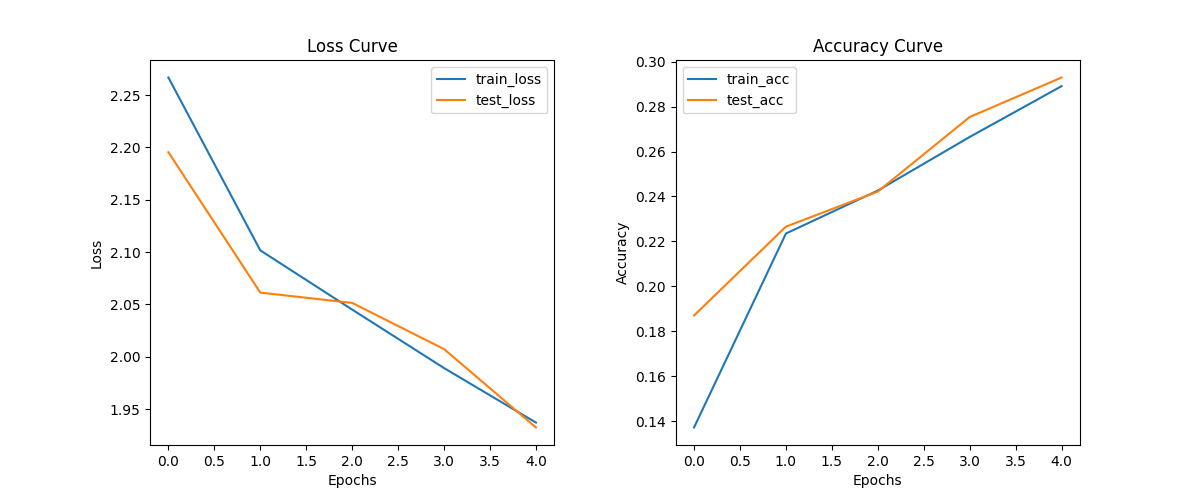 Loss Curve
Loss
2.25
2.20
2.15
2.10
2.05
2.00
1.95
train_loss
test_loss
0.0 0.5 1.0 1.5 2.0 2.5 3.0 3.5 4.0
Epochs
Accuracy Curve
Accuracy
0.30
0.28
0.26
0.24
0.22
0.20
0.18
0.16
0.14
train_acc
test_acc
0.0 0.5 1.0 1.5 2.0 2.5 3.0 3.5 4.0
Epochs